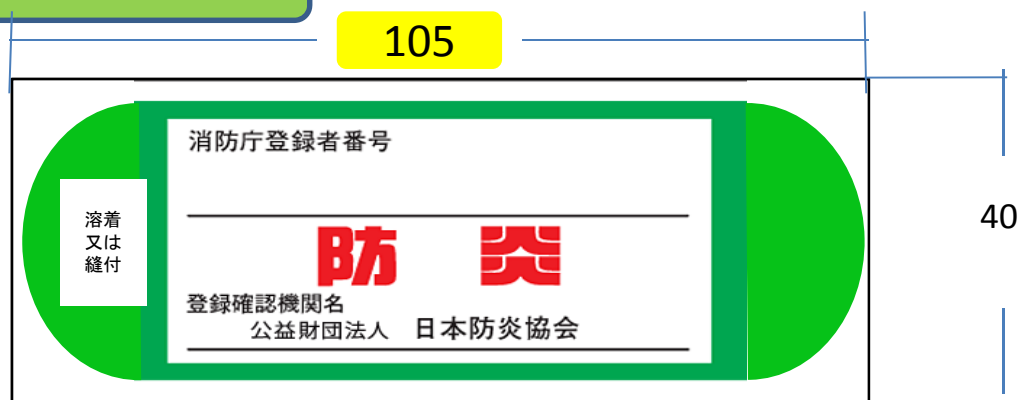 105
消防庁登録者番号
40
溶着
又は
縫付
防炎
登録確認機関名
公益財団法人 日本防炎協会